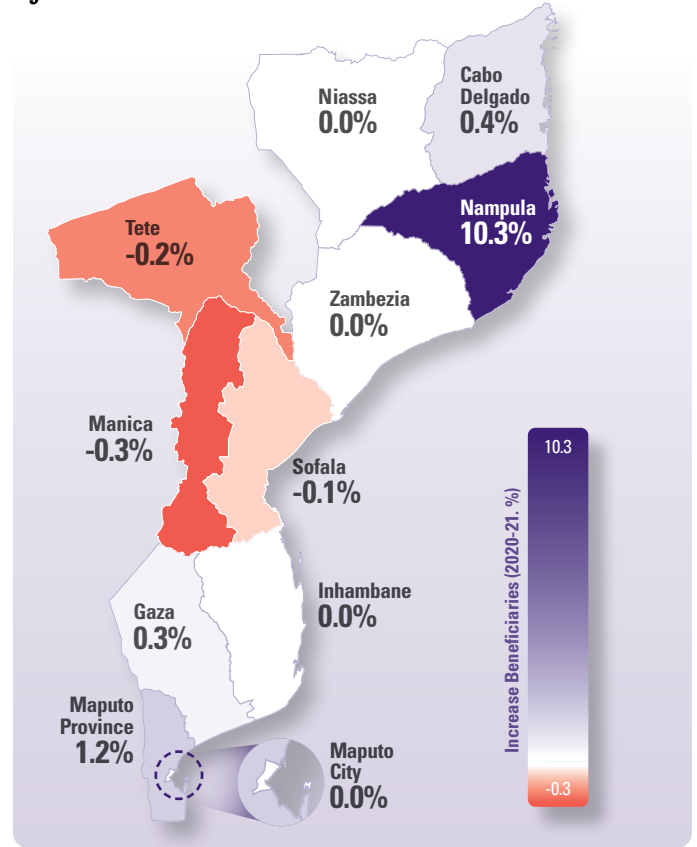 Niassa
0.0%
Cabo
Delgado
0.4%
Nampula
10.3%
Tete
-0.2%
Zambezia
0.0%
Manica
-0.3%
Sofala
-0.1%
Inhambane
0.0%
Gaza
0.3%
Maputo
Province
1.2%
Maputo
City
0.0%
Increase Beneficiaries (2020-21. %)
10.3
-0.3